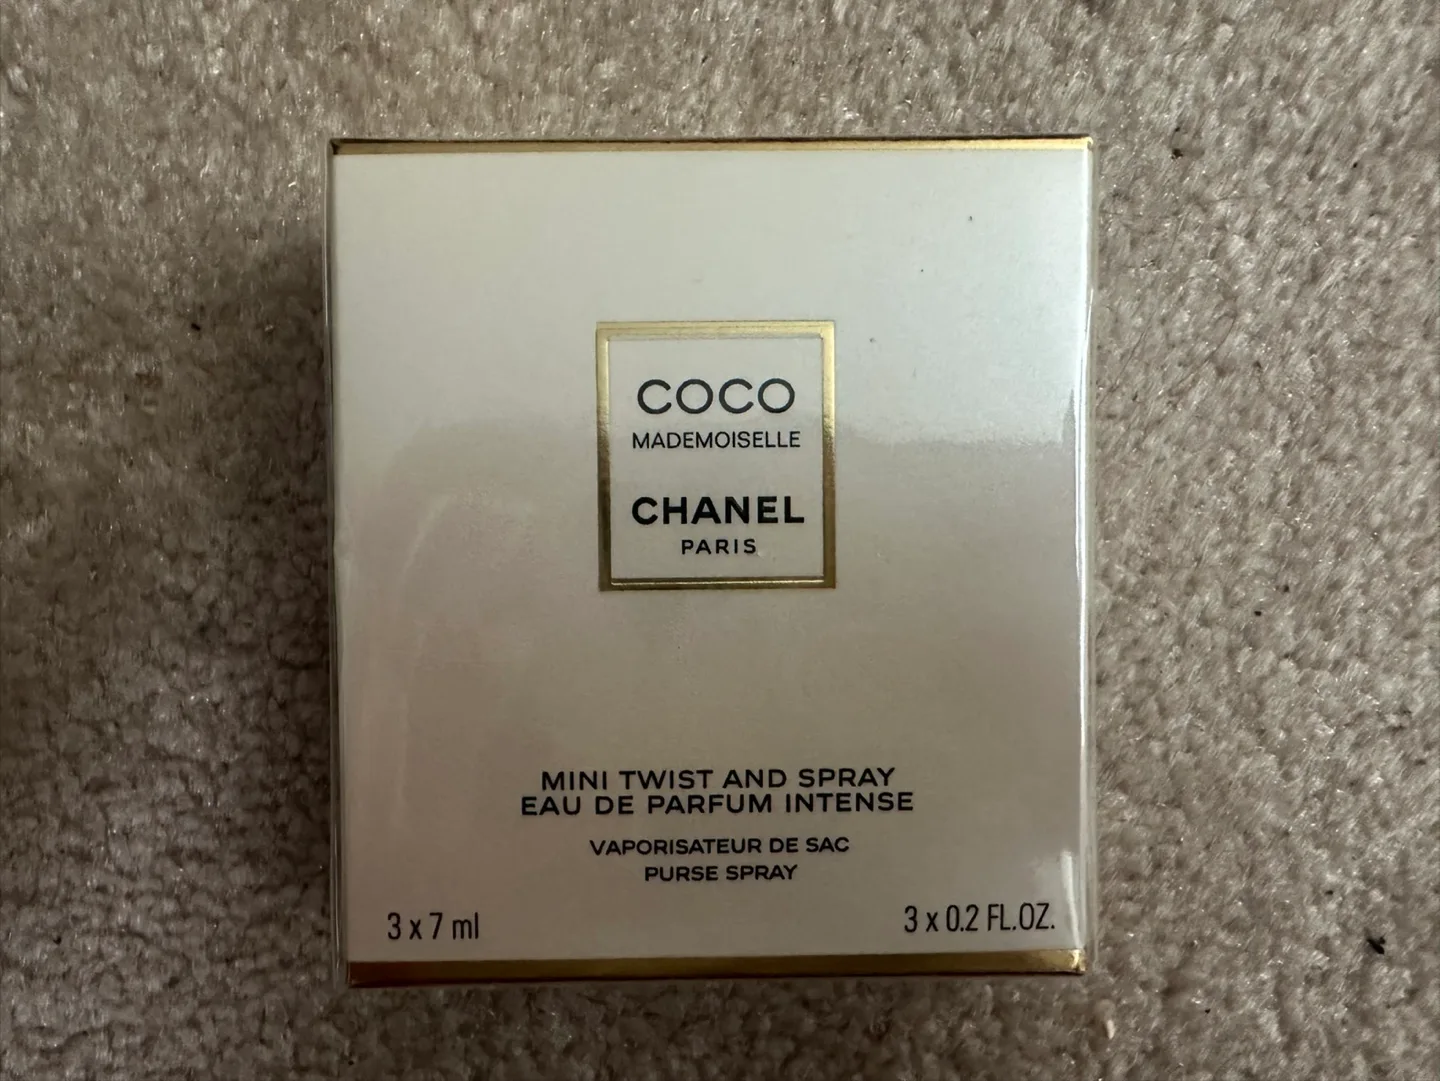 COCO
MADEMOISELLE
CHANEL
PARIS
MINI TWIST AND SPRAY
EAU DE PARFUM INTENSE
VAPORISATEUR DE SAC
PURSE SPRAY
3 x 7 ml
3 x 0.2 FL.OZ.